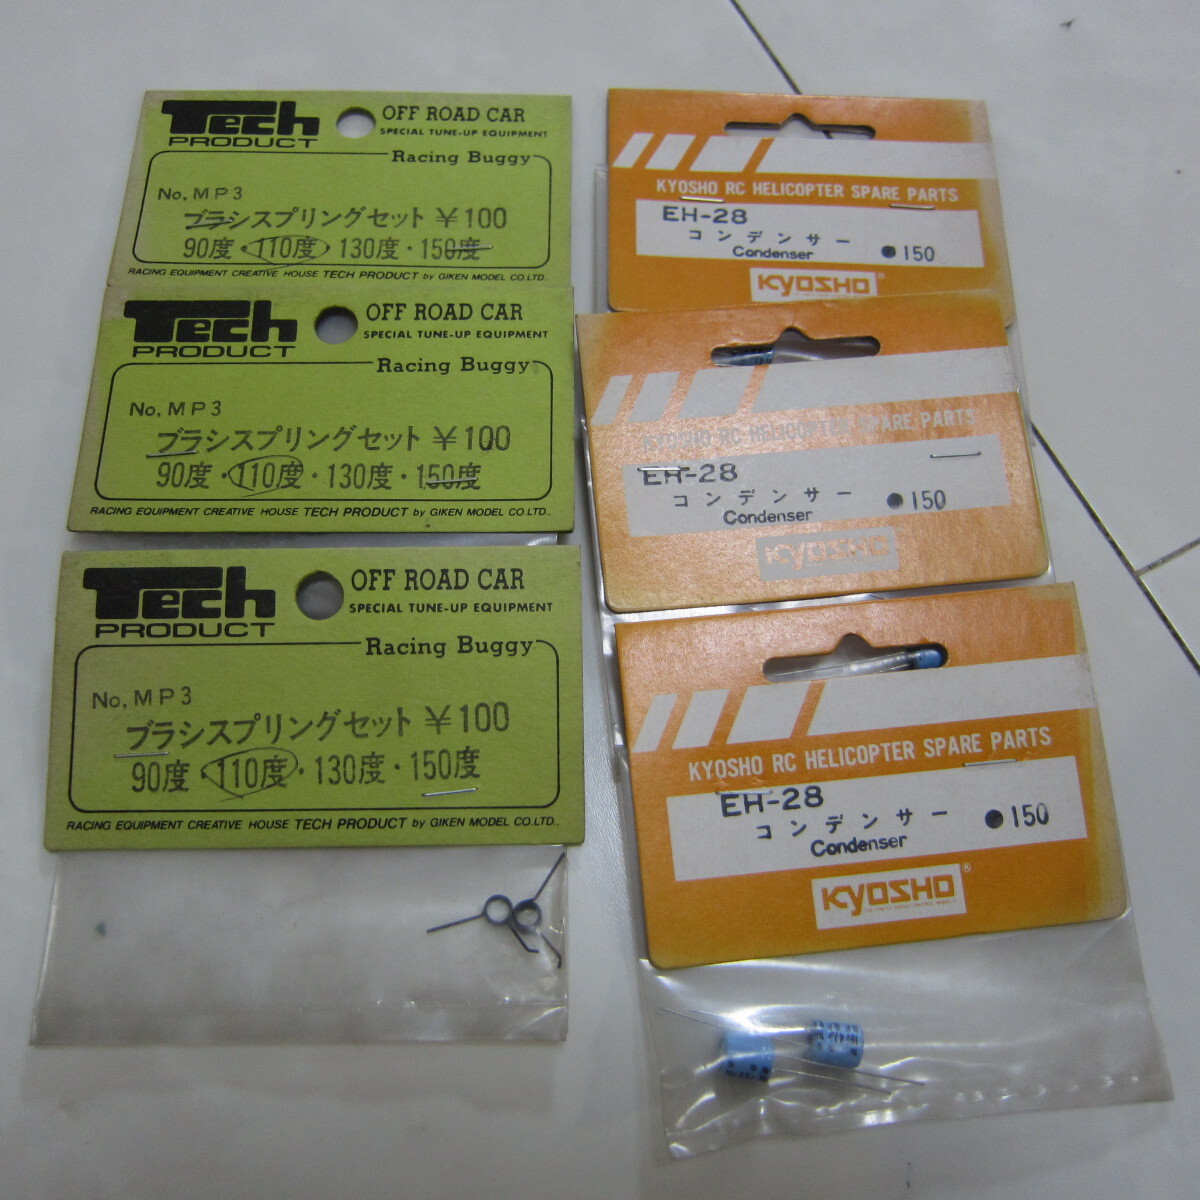 Tech
PRODUCT
OFF ROAD CAR
SPECIAL TUNE-UP EQUIPMENT
Racing Buggy
No, MP3
ブラシスプリングセット ￥100
90度・110度・130度・150度
RACING EQUIPMENT CREATIVE HOUSE TECH PRODUCT by GIKEN MODEL CO.LTD..
Tech
PRODUCT
OFF ROAD CAR
SPECIAL TUNE-UP EQUIPMENT
Racing Buggy
No, MP3
ブラシスプリングセット ￥100
90度・110度・130度・150度
RACING EQUIPMENT CREATIVE HOUSE TECH PRODUCT by GIKEN MODEL CO.LTD..
Tech
PRODUCT
OFF ROAD CAR
SPECIAL TUNE-UP EQUIPMENT
Racing Buggy
No, MP3
ブラシスプリングセット ￥100
90度・110度・130度・150度
RACING EQUIPMENT CREATIVE HOUSE TECH PRODUCT by GIKEN MODEL CO.LTD..
KYOSHO RC HELICOPTER SPARE PARTS
EH-28
コンデンサー
Condenser ●150
KYOSHO®
KYOSHO RC HELICOPTER SPARE PARTS
EH-28
コンデンサー
Condenser ●150
KYOSHO
KYOSHO RC HELICOPTER SPARE PARTS
EH-28
コンデンサー
Condenser ●150
KYOSHO®